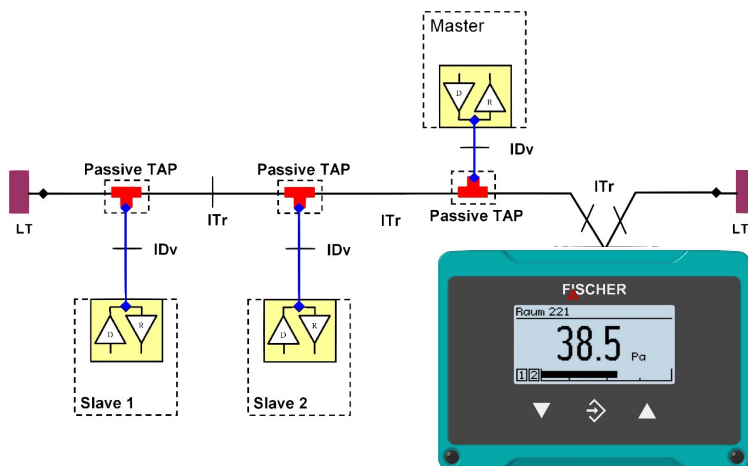 Master
D
R
IDv
Passive TAP
Passive TAP
ITr
LT
ITr
ITr
Passive TAP
LT
IDv
IDv
FISCHER
Raum 221
38.5 Pa
1 2
D
R
D
R
Slave 1
Slave 2